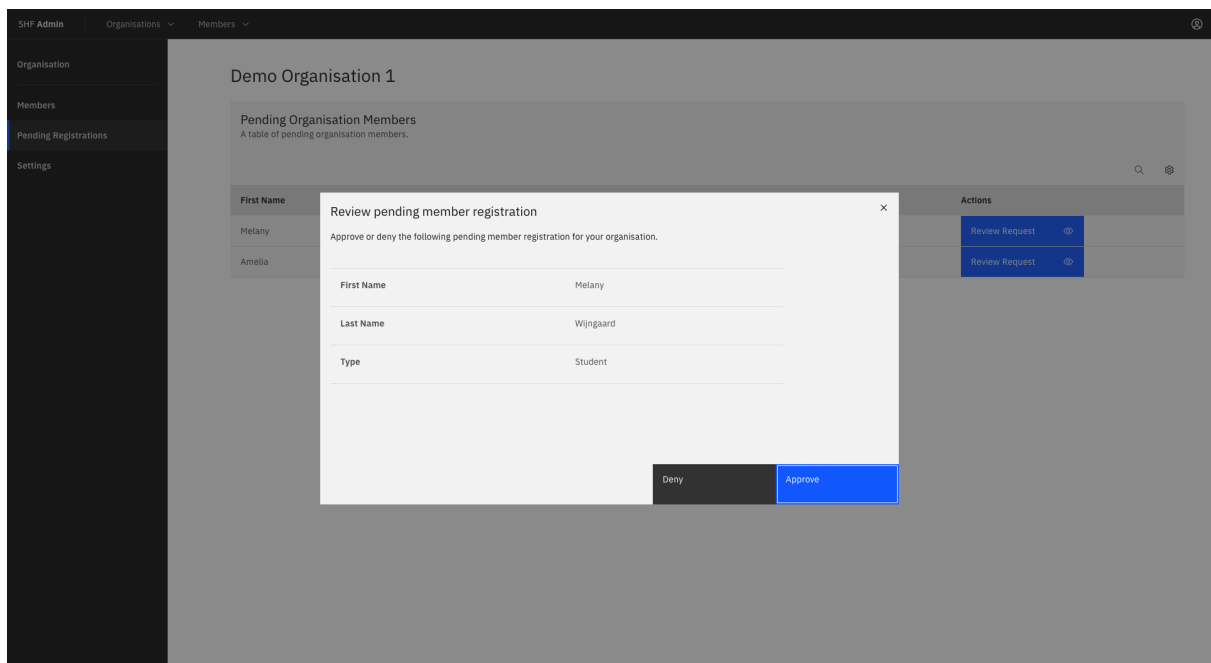 SHF Admin Organisations Members
Organisation
Members
Pending Registrations
Settings
Demo Organisation 1
Pending Organisation Members
A table of pending organisation members.
First Name Actions
Melany Review Request
Amelia Review Request
Review pending member registration
Approve or deny the following pending member registration for your organisation.
First Name Melany
Last Name Wijngaard
Type Student
Deny Approve